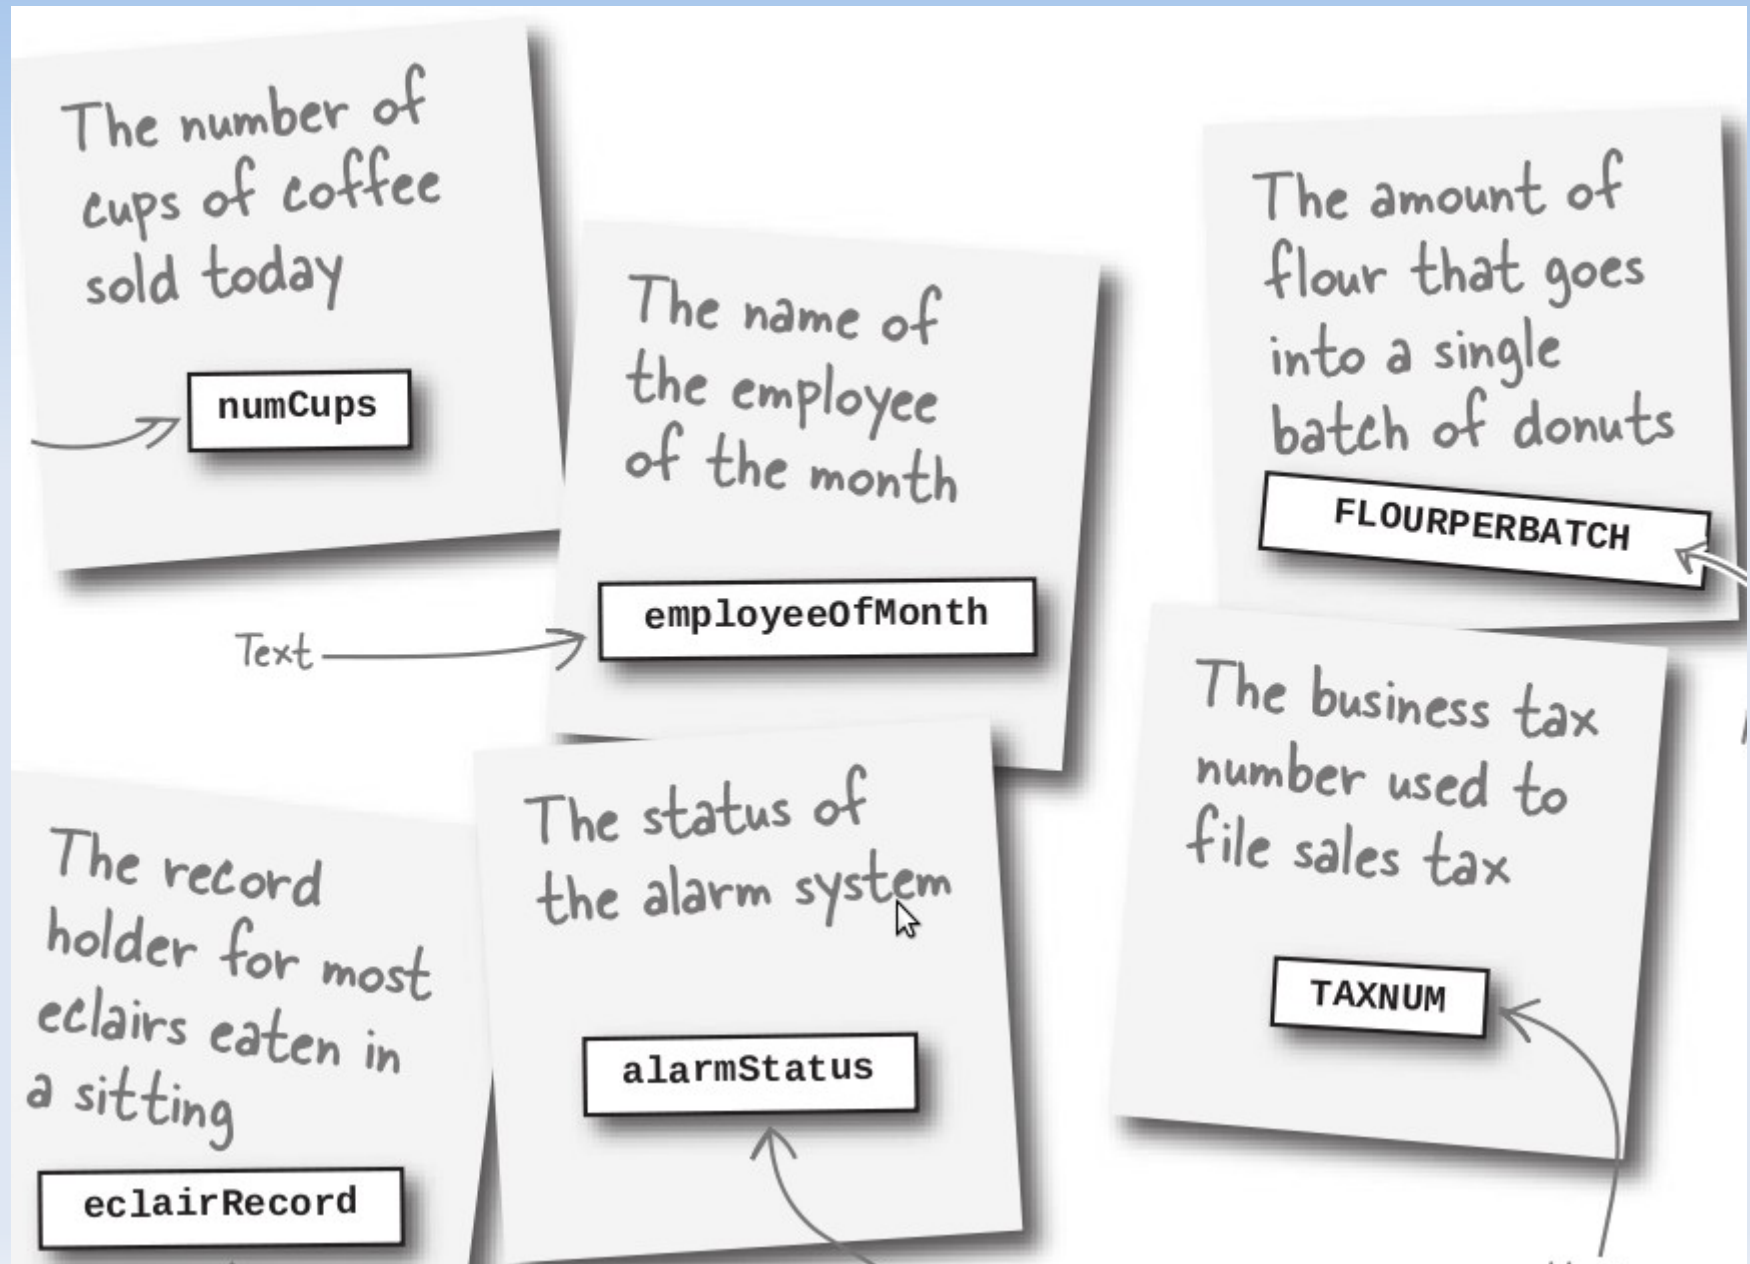 The number of
cups of coffee
sold today
numCups
The name of
the employee
of the month
Text
employeeOfMonth
The amount of
flour that goes
into a single
batch of donuts
FLOURPERBATCH
The record
holder for most
eclairs eaten in
a sitting
eclairRecord
The status of
the alarm system
alarmStatus
The business tax
number used to
file sales tax
TAXNUM